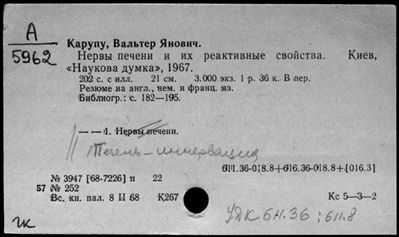 А
5962
Карупу, Вальтер Янович.
Нервы печени и их реактивные свойства. Киев,
«Наукова думка», 1967.
202 с. с илл. 21 см. 3.000 экз. 1 р. 36 к. В пер.
Резюме на англ., нем. и франц. яз.
Библиогр.: с. 182—195.
— — 1. Нервы печени.
Печень - иннервация
611.36-018.8+616.36-018.8+[016.3]
№ 3947 [68-7226] п 22
57 № 252
Вс. кн. пал. 8 II 68 К267 Кс 5—3—2
гк УДК 611.36 : 611.8